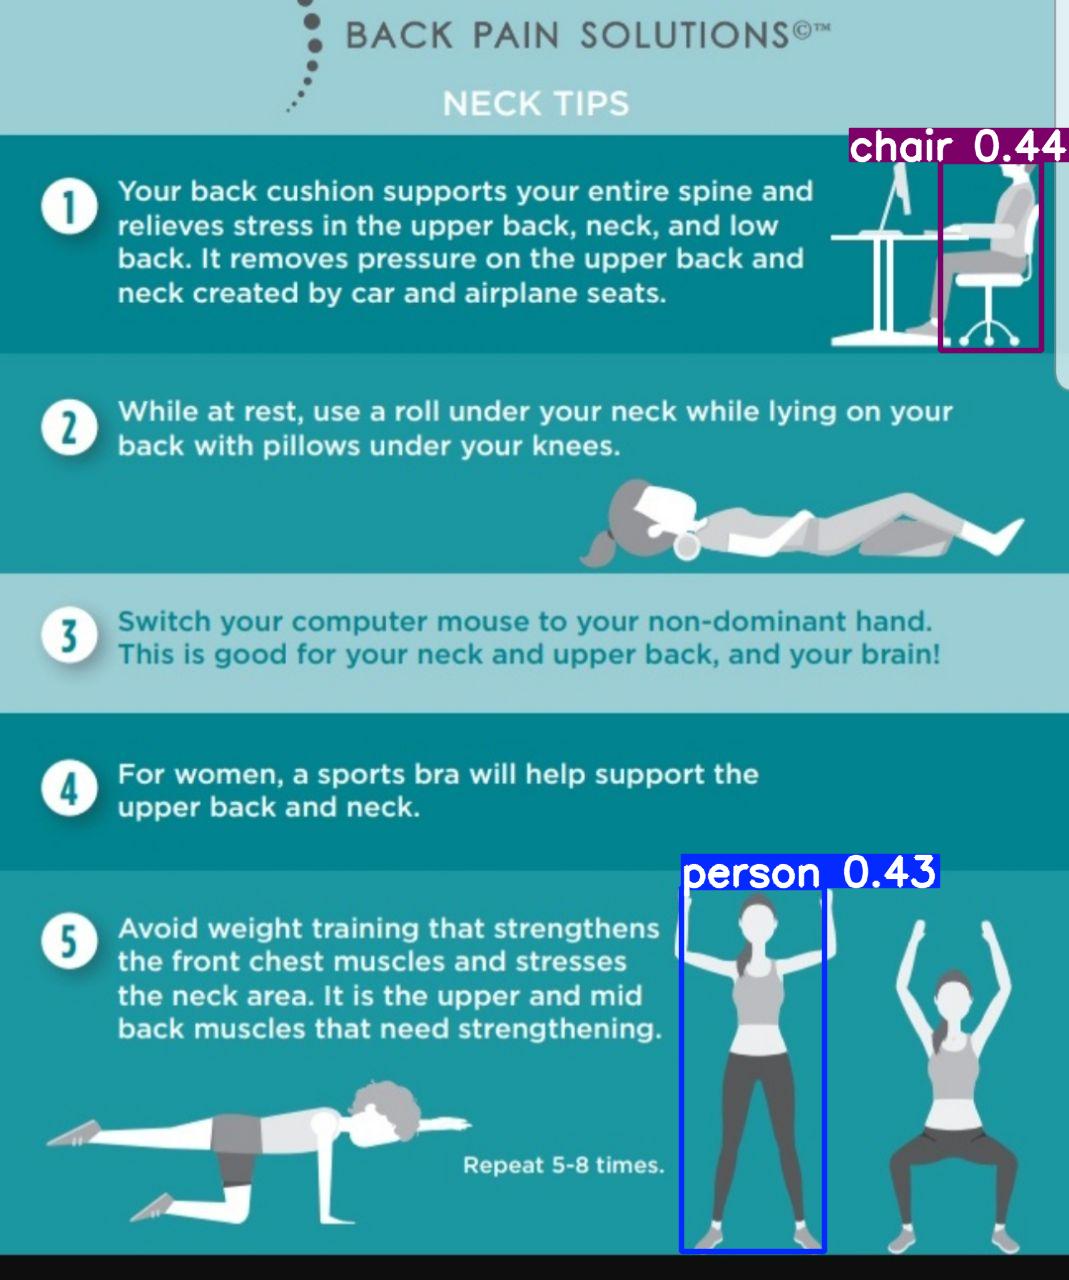 BACK PAIN SOLUTIONS©™
NECK TIPS
chair 0.44
1
Your back cushion supports your entire spine and
relieves stress in the upper back, neck, and low
back. It removes pressure on the upper back and
neck created by car and airplane seats.
2
While at rest, use a roll under your neck while lying on your
back with pillows under your knees.
3
Switch your computer mouse to your non-dominant hand.
This is good for your neck and upper back, and your brain!
4
For women, a sports bra will help support the
upper back and neck.
person 0.43
5
Avoid weight training that strengthens
the front chest muscles and stresses
the neck area. It is the upper and mid
back muscles that need strengthening.
Repeat 5-8 times.